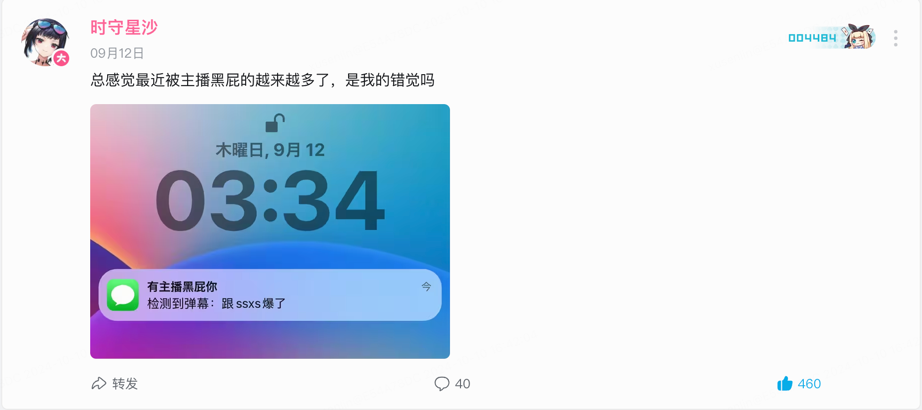 时守星沙
004484
09月12日
总感觉最近被主播黑屁的越来越多了，是我的错觉吗
木曜日, 9月 12
03:34
有主播黑屁你
今
检测到弹幕：跟 ssxs 爆了
转发
40
460
大